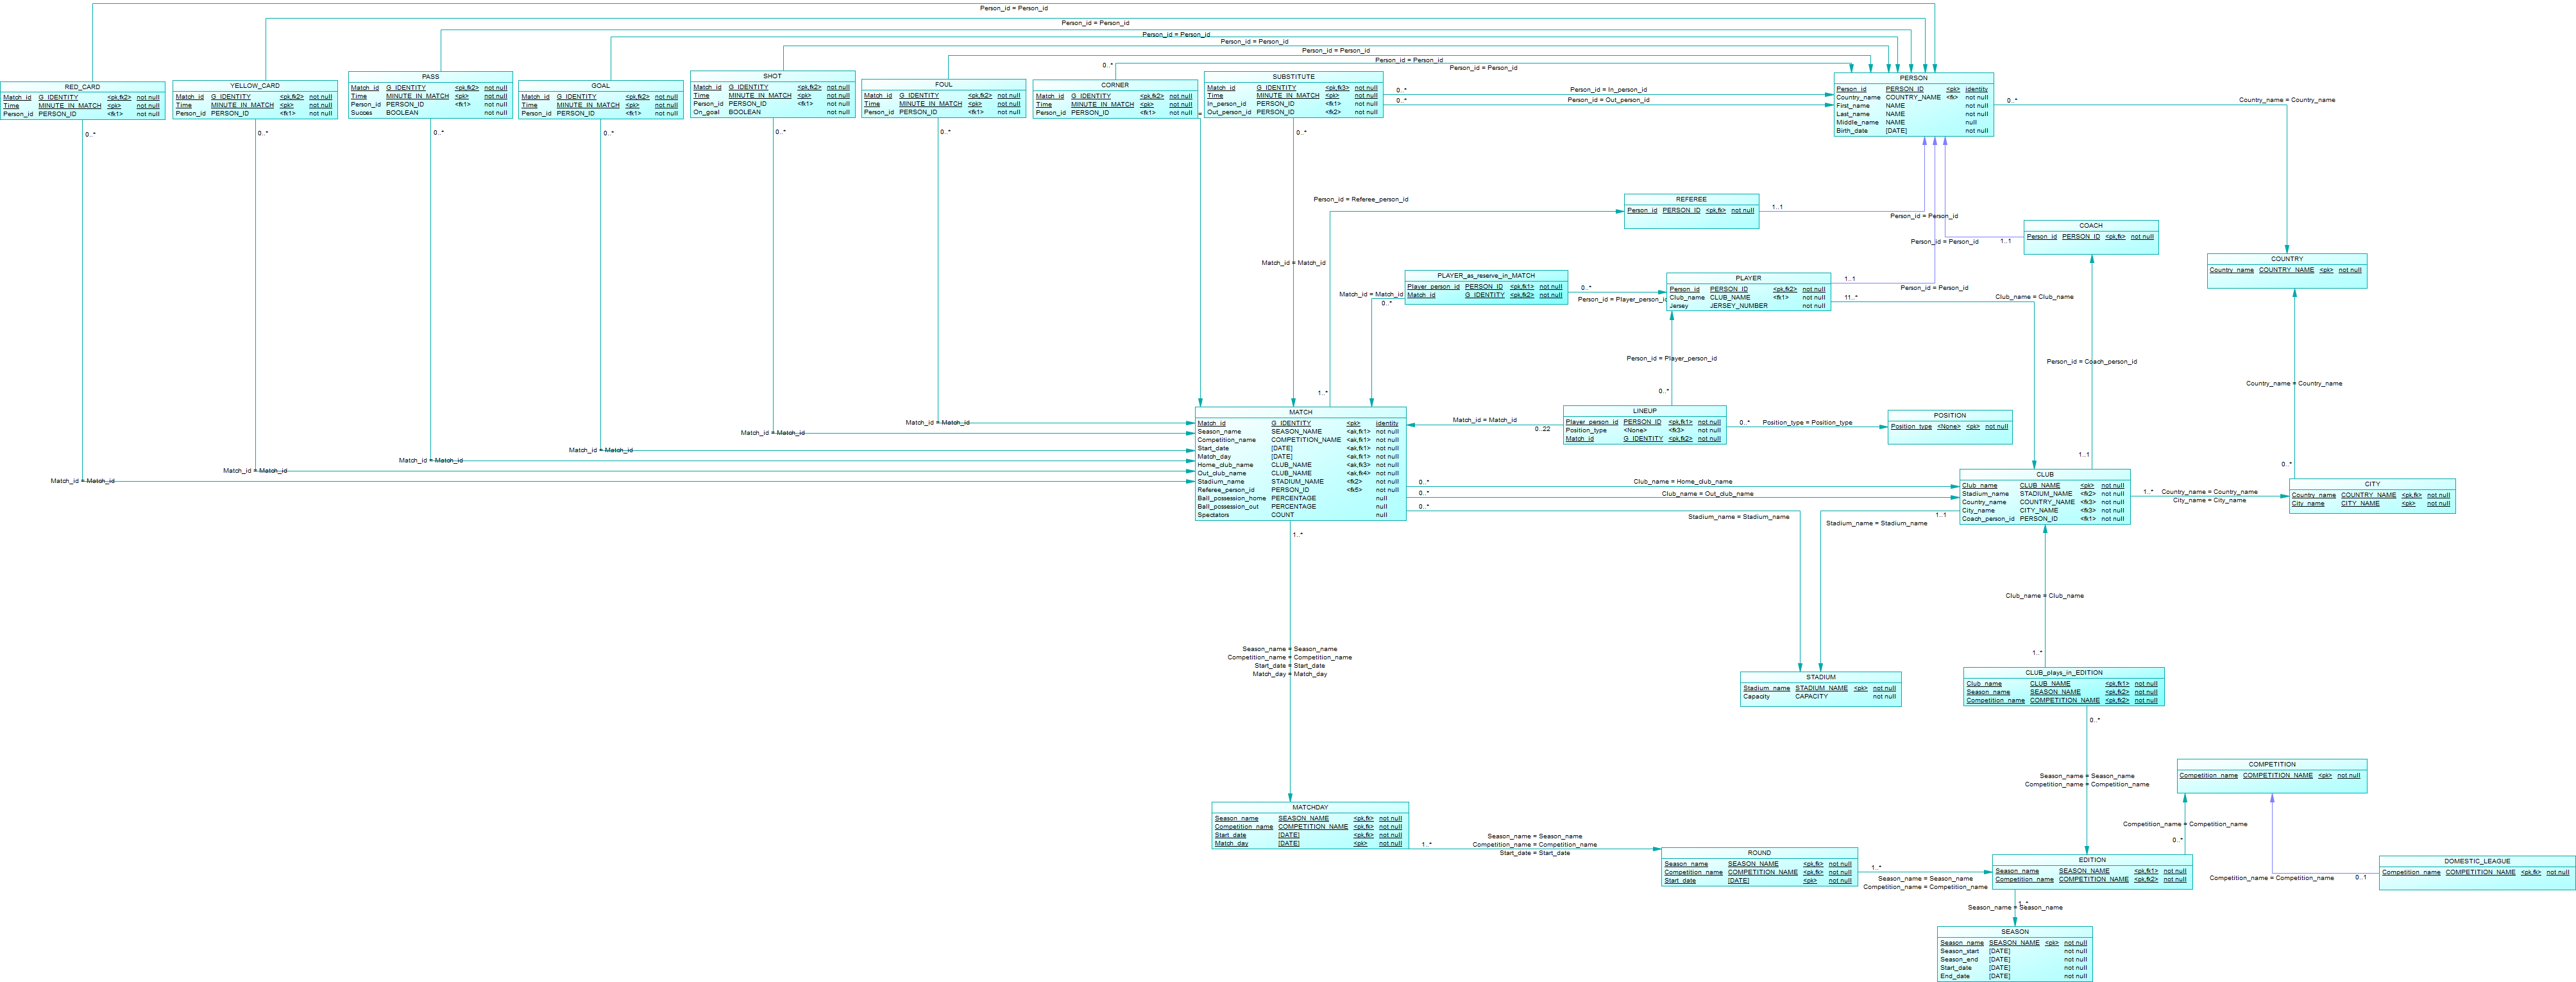 Person_id = Person_id
Person_id = Person_id
Person_id = Person_id
Person_id = Person_id
Person_id = Person_id
Person_id = Person_id
Person_id = Person_id
0..*
RED_CARD
Match_id G_IDENTITY <pk,fk2> not null
Time MINUTE_IN_MATCH <pk> not null
Person_id PERSON_ID <fk1> not null
0..*
YELLOW_CARD
Match_id G_IDENTITY <pk,fk2> not null
Time MINUTE_IN_MATCH <pk> not null
Person_id PERSON_ID <fk1> not null
0..*
PASS
Match_id G_IDENTITY <pk,fk2> not null
Time MINUTE_IN_MATCH <pk> not null
Person_id PERSON_ID <fk1> not null
Succes BOOLEAN not null
0..*
GOAL
Match_id G_IDENTITY <pk,fk2> not null
Time MINUTE_IN_MATCH <pk> not null
Person_id PERSON_ID <fk1> not null
0..*
SHOT
Match_id G_IDENTITY <pk,fk2> not null
Time MINUTE_IN_MATCH <pk> not null
Person_id PERSON_ID <fk1> not null
On_goal BOOLEAN not null
0..*
FOUL
Match_id G_IDENTITY <pk,fk2> not null
Time MINUTE_IN_MATCH <pk> not null
Person_id PERSON_ID <fk1> not null
0..*
CORNER
Match_id G_IDENTITY <pk,fk2> not null
Time MINUTE_IN_MATCH <pk> not null
Person_id PERSON_ID <fk1> not null
SUBSTITUTE
Match_id G_IDENTITY <pk,fk3> not null
Time MINUTE_IN_MATCH <pk> not null
In_person_id PERSON_ID <fk1> not null
Out_person_id PERSON_ID <fk2> not null
0..*
0..*
Person_id = In_person_id
0..*
Person_id = Out_person_id
PERSON
Person_id PERSON_ID <pk> identity
Country_name COUNTRY_NAME <fk> not null
First_name NAME not null
Last_name NAME not null
Middle_name NAME null
Birth_date [DATE] not null
0..*
Country_name = Country_name
Person_id = Referee_person_id
REFEREE
Person_id PERSON_ID <pk,fk> not null
1..1
Person_id = Person_id
COACH
Person_id PERSON_ID <pk,fk> not null
1..1
Person_id = Person_id
COUNTRY
Country_name COUNTRY_NAME <pk> not null
Match_id = Match_id
PLAYER_as_reserve_in_MATCH
Player_person_id PERSON_ID <pk,fk1> not null
Match_id G_IDENTITY <pk,fk2> not null
Match_id = Match_id
0..*
0..*
Person_id = Player_person_id
PLAYER
Person_id PERSON_ID <pk,fk2> not null
Club_name CLUB_NAME <fk1> not null
Jersey JERSEY_NUMBER not null
1..1
Person_id = Person_id
11..*
Club_name = Club_name
Person_id = Player_person_id
0..*
Person_id = Coach_person_id
1..1
Country_name = Country_name
0..*
1..*
LINEUP
Player_person_id PERSON_ID <pk,fk1> not null
Position_type <None> <fk3> not null
Match_id G_IDENTITY <pk,fk2> not null
Match_id = Match_id
0..22
0..*
Position_type = Position_type
POSITION
Position_type <None> <pk> not null
MATCH
Match_id G_IDENTITY <pk> identity
Season_name SEASON_NAME <ak,fk1> not null
Competition_name COMPETITION_NAME <ak,fk1> not null
Start_date [DATE] <ak,fk1> not null
Match_day [DATE] <ak,fk1> not null
Home_club_name CLUB_NAME <ak,fk3> not null
Out_club_name CLUB_NAME <ak,fk4> not null
Stadium_name STADIUM_NAME <fk2> not null
Referee_person_id PERSON_ID <fk5> not null
Ball_possession_home PERCENTAGE null
Ball_possession_out PERCENTAGE null
Spectators COUNT null
Match_id = Match_id
Match_id = Match_id
Match_id = Match_id
Match_id = Match_id
Match_id = Match_id
Match_id = Match_id
0..*
Club_name = Home_club_name
0..*
Club_name = Out_club_name
0..*
Stadium_name = Stadium_name
CLUB
Club_name CLUB_NAME <pk> not null
Stadium_name STADIUM_NAME <fk2> not null
Country_name COUNTRY_NAME <fk3> not null
City_name CITY_NAME <fk3> not null
Coach_person_id PERSON_ID <fk1> not null
1..1
Stadium_name = Stadium_name
1..*
Country_name = Country_name
City_name = City_name
CITY
Country_name COUNTRY_NAME <pk,fk> not null
City_name CITY_NAME <pk> not null
1..*
Season_name = Season_name
Competition_name = Competition_name
Start_date = Start_date
Match_day = Match_day
Club_name = Club_name
1..*
STADIUM
Stadium_name STADIUM_NAME <pk> not null
Capacity CAPACITY not null
CLUB_plays_in_EDITION
Club_name CLUB_NAME <pk,fk1> not null
Season_name SEASON_NAME <pk,fk2> not null
Competition_name COMPETITION_NAME <pk,fk2> not null
0..*
Season_name = Season_name
Competition_name = Competition_name
COMPETITION
Competition_name COMPETITION_NAME <pk> not null
Competition_name = Competition_name
0..*
MATCHDAY
Season_name SEASON_NAME <pk,fk> not null
Competition_name COMPETITION_NAME <pk,fk> not null
Start_date [DATE] <pk,fk> not null
Match_day [DATE] <pk> not null
1..*
Season_name = Season_name
Competition_name = Competition_name
Start_date = Start_date
ROUND
Season_name SEASON_NAME <pk,fk> not null
Competition_name COMPETITION_NAME <pk,fk> not null
Start_date [DATE] <pk> not null
1..*
Season_name = Season_name
Competition_name = Competition_name
EDITION
Season_name SEASON_NAME <pk,fk1> not null
Competition_name COMPETITION_NAME <pk,fk2> not null
DOMESTIC_LEAGUE
Competition_name COMPETITION_NAME <pk,fk> not null
Competition_name = Competition_name
0..1
1..*
Season_name = Season_name
SEASON
Season_name SEASON_NAME <pk> not null
Season_start [DATE] not null
Season_end [DATE] not null
Start_date [DATE] not null
End_date [DATE] not null